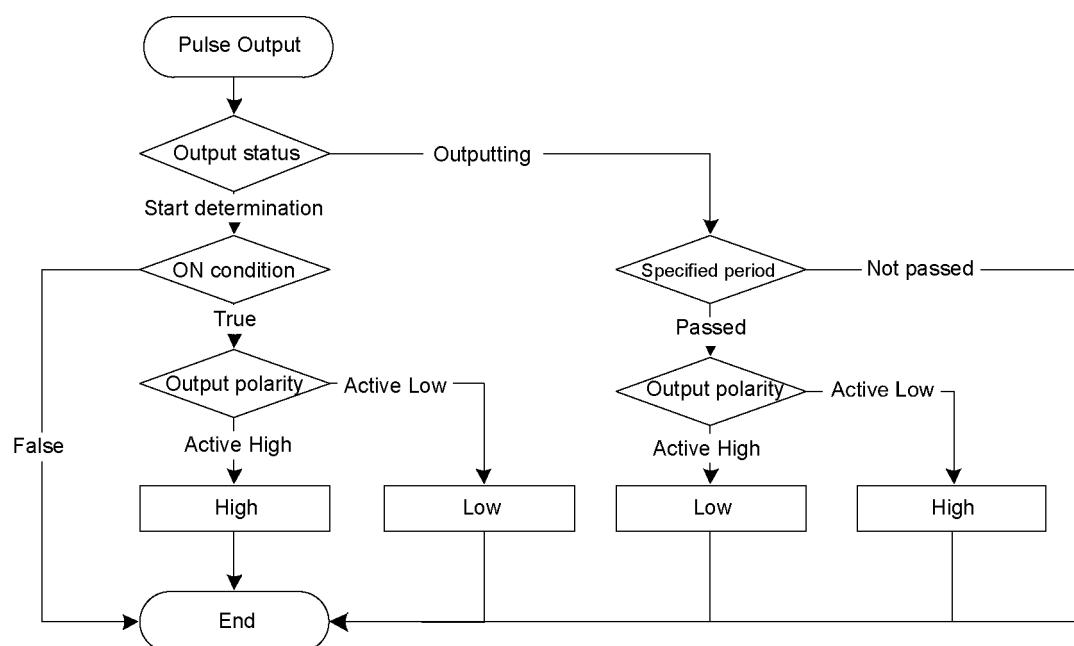 Pulse Output
Output status
Outputting
Start determination
ON condition
Specified period
Not passed
True
Passed
Output polarity
Active Low
Output polarity
Active Low
False
Active High
Active High
High
Low
Low
High
End